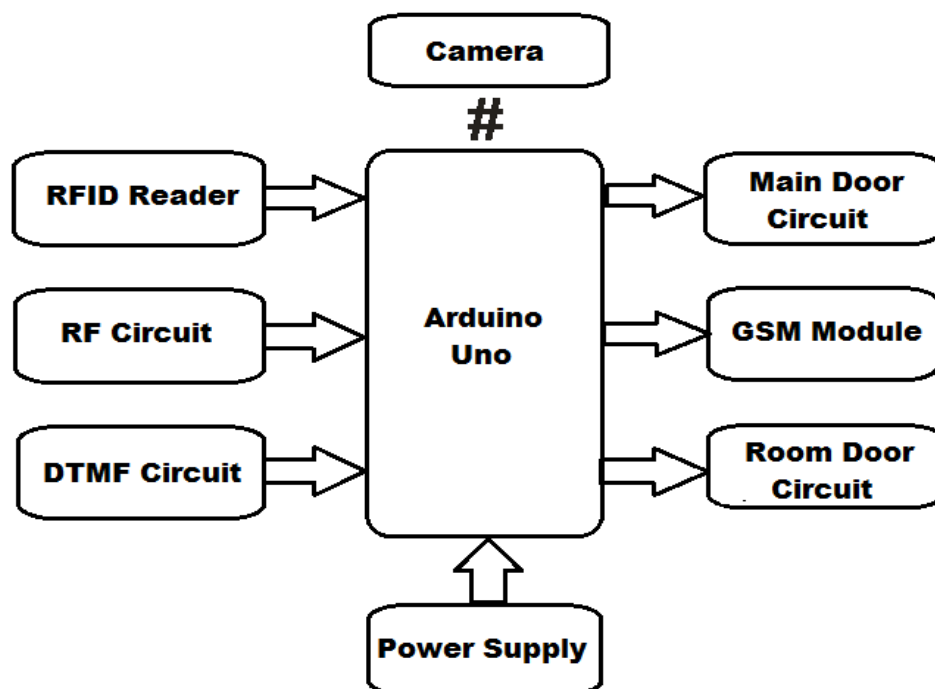 Camera
#
RFID Reader
Main Door
Circuit
RF Circuit
Arduino
Uno
GSM Module
DTMF Circuit
Room Door
Circuit
Power Supply